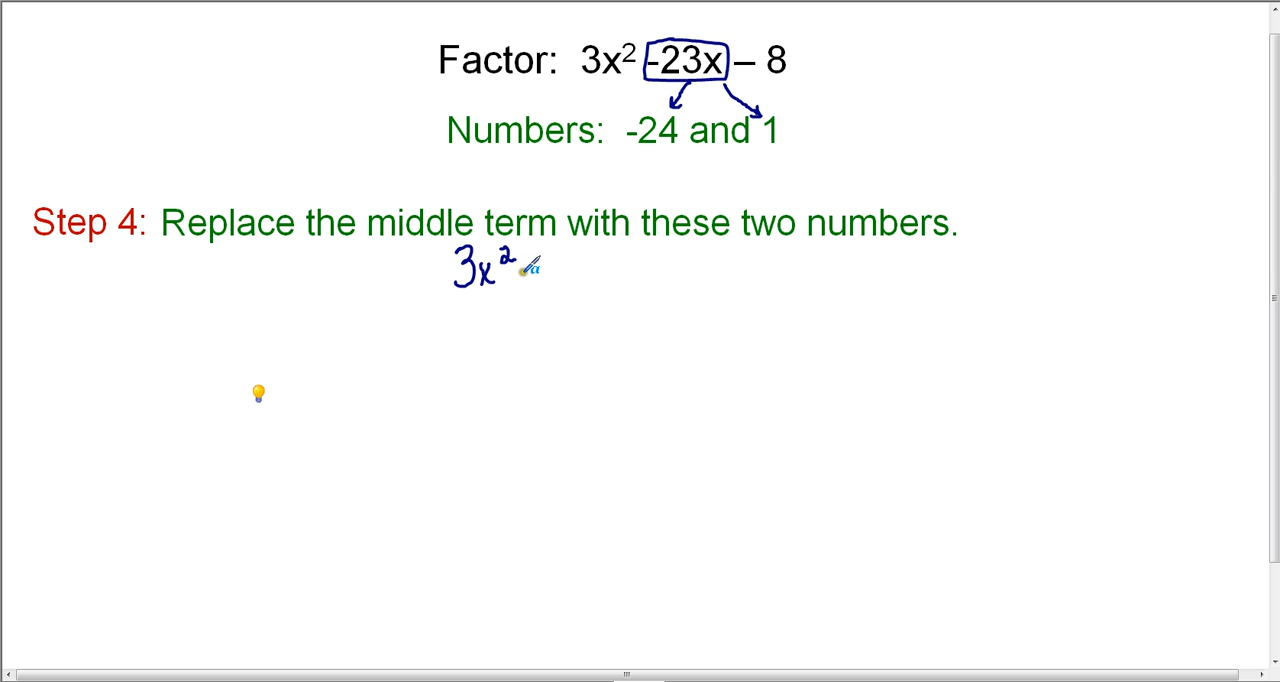 Factor: 3x² -23x – 8
Numbers: -24 and 1
Step 4: Replace the middle term with these two numbers.
3x²